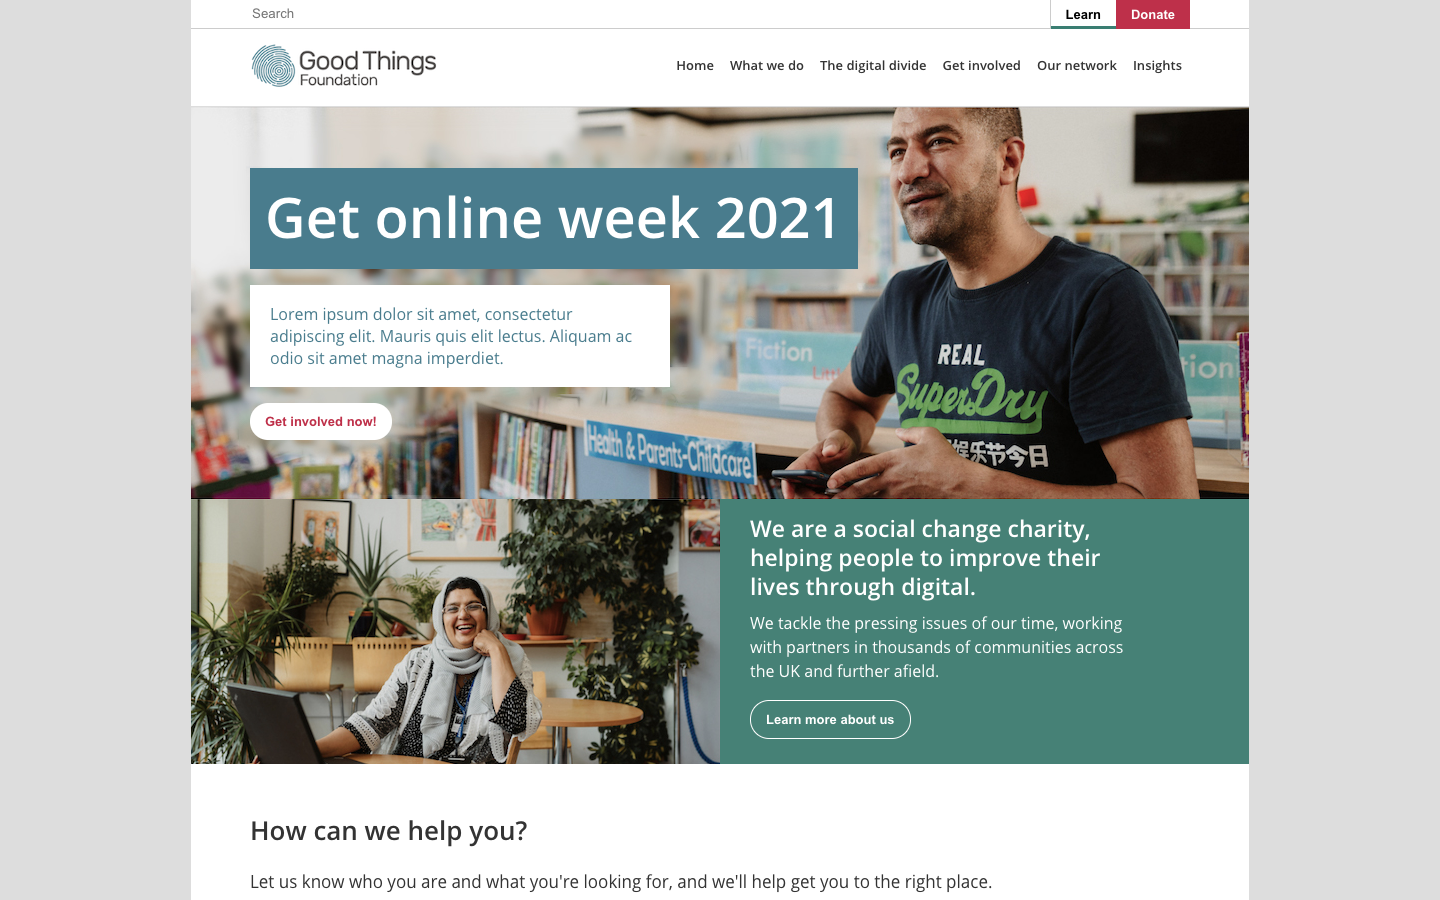 Search
Learn
Donate
Good Things
Foundation
Home
What we do
The digital divide
Get involved
Our network
Insights
Get online week 2021
Lorem ipsum dolor sit amet, consectetur
adipiscing elit. Mauris quis elit lectus. Aliquam ac
odio sit amet magna imperdiet.
Get involved now!
Fiction
Health & Parents-Childcare
REAL
SuperDry
娱乐节今日
We are a social change charity,
helping people to improve their
lives through digital.
We tackle the pressing issues of our time, working
with partners in thousands of communities across
the UK and further afield.
Learn more about us
How can we help you?
Let us know who you are and what you're looking for, and we'll help get you to the right place.